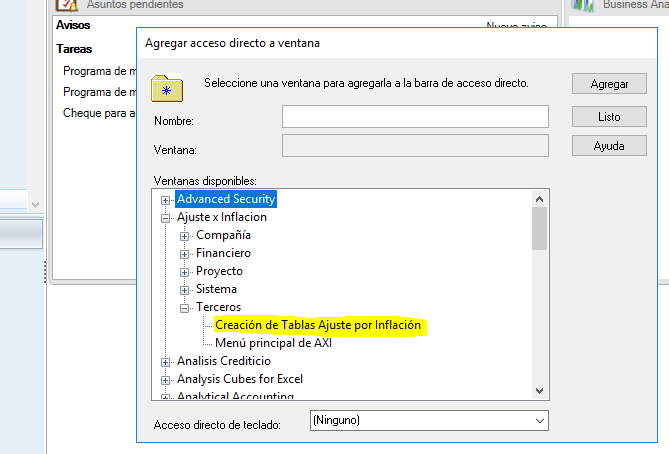 Asuntos pendientes
Business Ana
Avisos
Nuevo aviso
Tareas
Programa de m
Programa de m
Cheque para a
Agregar acceso directo a ventana
Seleccione una ventana para agregarla a la barra de acceso directo.
Agregar
Nombre:
Listo
Ventana:
Ayuda
Ventanas disponibles:
Advanced Security
Ajuste x Inflacion
Compañía
Financiero
Proyecto
Sistema
Terceros
Creación de Tablas Ajuste por Inflación
Menú principal de AXI
Analisis Crediticio
Analysis Cubes for Excel
Analytical Accounting
Acceso directo de teclado:
(Ninguno)